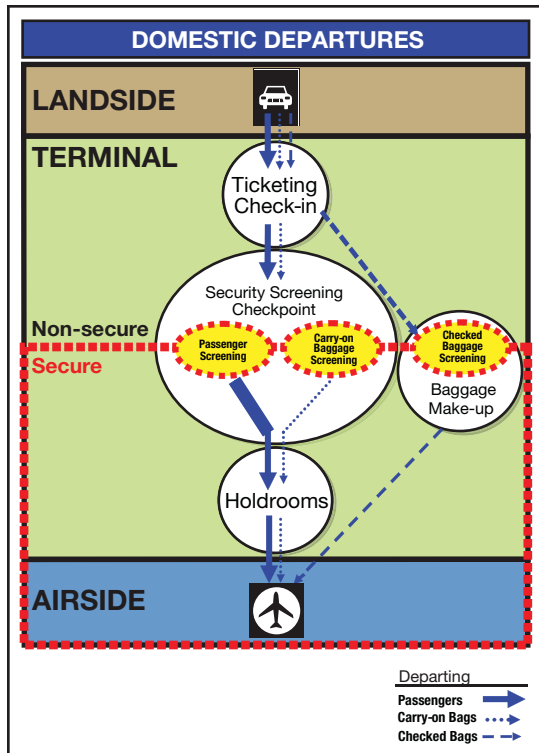 DOMESTIC DEPARTURES
LANDSIDE
TERMINAL
Ticketing
Check-in
Security Screening
Checkpoint
Non-secure
Passenger
Screening
Carry-on
Baggage
Screening
Checked
Baggage
Screening
Secure
Baggage
Make-up
Holdrooms
AIRSIDE
Departing
Passengers
Carry-on Bags
Checked Bags